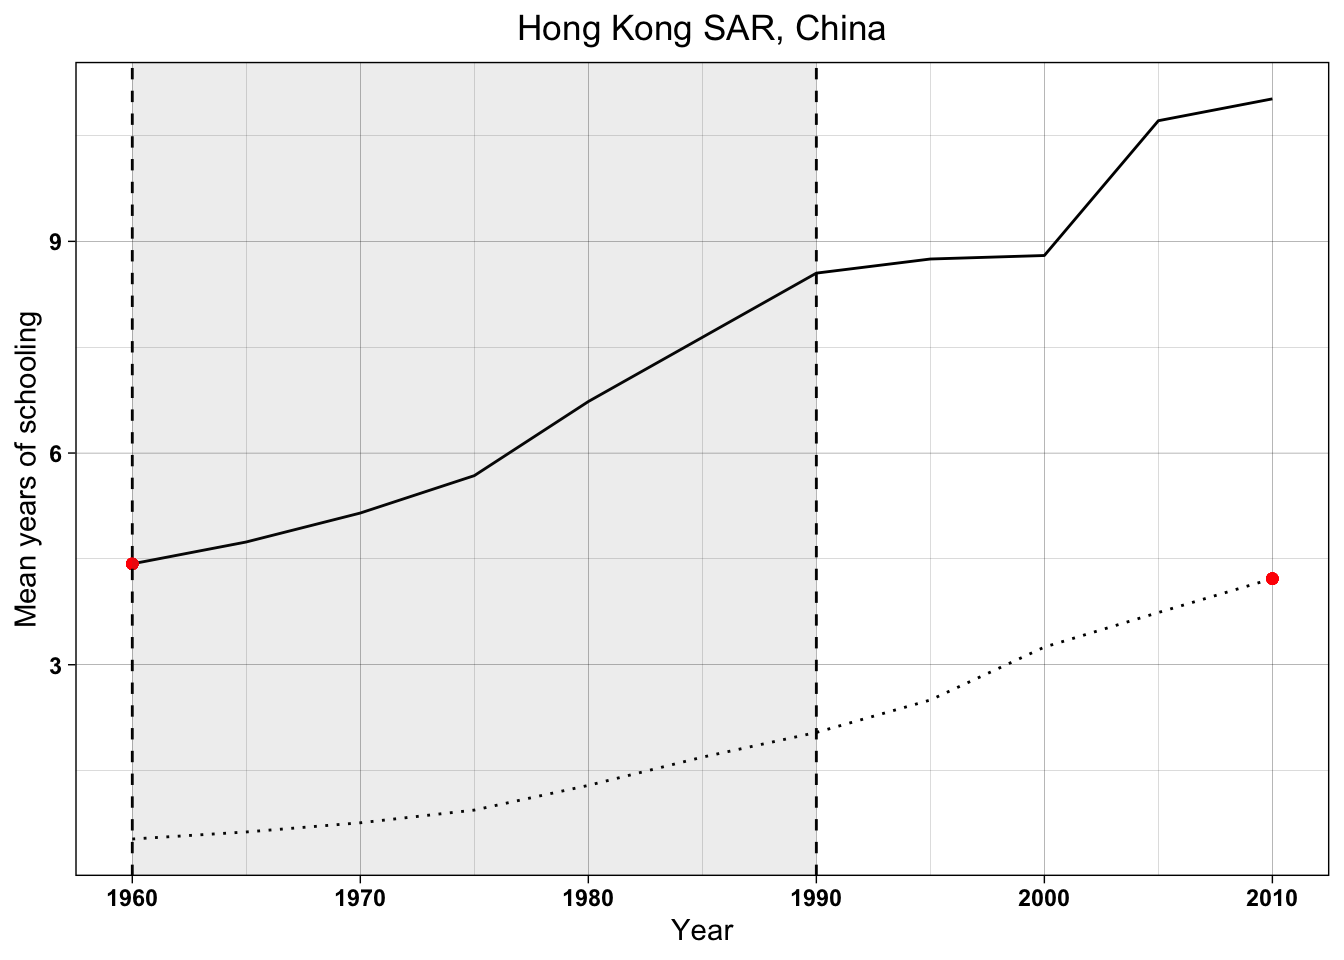 Hong Kong SAR, China
Mean years of schooling
9
6
3
1960 1970 1980 1990 2000 2010
Year